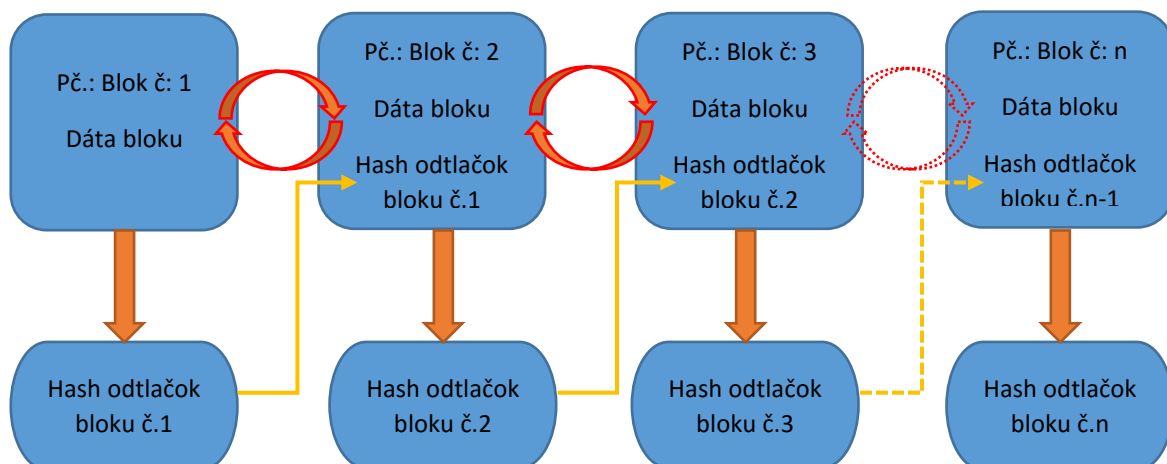 Pč.: Blok č: 1
Dáta bloku
Pč.: Blok č: 2
Dáta bloku
Hash odtlačok
bloku č.1
Pč.: Blok č: 3
Dáta bloku
Hash odtlačok
bloku č.2
Pč.: Blok č: n
Dáta bloku
Hash odtlačok
bloku č.n-1
Hash odtlačok
bloku č.1
Hash odtlačok
bloku č.2
Hash odtlačok
bloku č.3
Hash odtlačok
bloku č.n